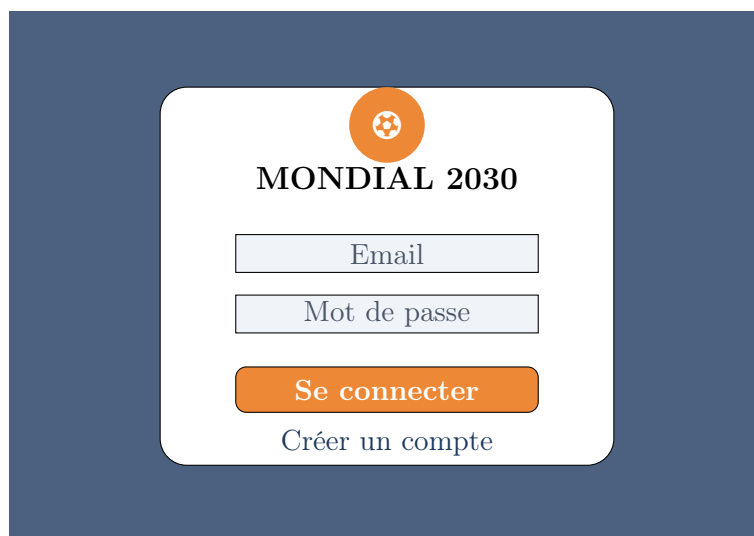 MONDIAL 2030
Email
Mot de passe
Se connecter
Créer un compte